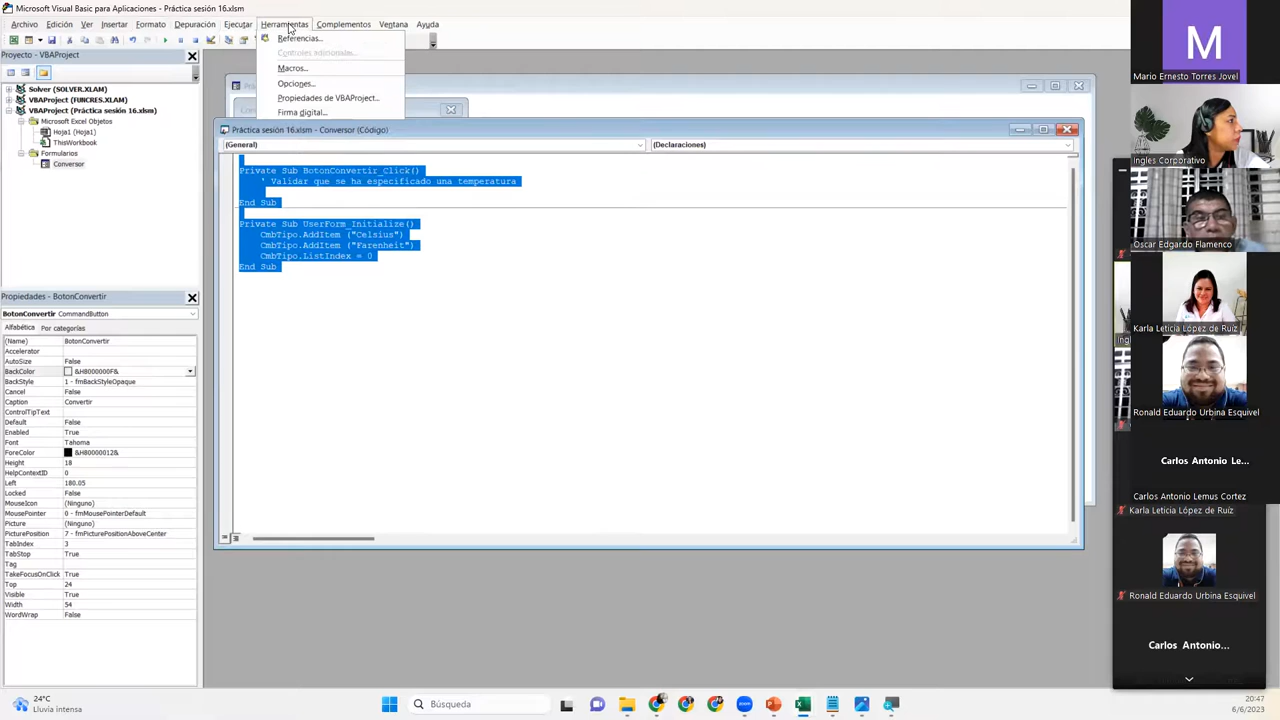 Microsoft Visual Basic para Aplicaciones - Práctica sesión 16.xlsm
Archivo Edición Ver Insertar Formato Depuración Ejecutar Herramientas Complementos Ventana Ayuda
Referencias...
Controles adicionales...
Macros...
Opciones...
Propiedades de VBAProject...
Firma digital...
Proyecto - VBAProject
Solver (SOLVER.XLAM)
VBAProject (FUNCRES.XLAM)
VBAProject (Práctica sesión 16.xlsm)
Microsoft Excel Objetos
Hoja1 (Hoja1)
ThisWorkbook
Formularios
Conversor
Práctica sesión 16.xlsm - Conversor (Código)
(General) (Declaraciones)
Private Sub BotonConvertir_Click()
' Validar que se ha especificado una temperatura
End Sub
Private Sub UserForm_Initialize()
CmbTipo.AddItem ("Celsius")
CmbTipo.AddItem ("Farenheit")
CmbTipo.ListIndex = 0
End Sub
Propiedades - BotonConvertir
BotonConvertir CommandButton
Alfabética Por categorías
(Name) BotonConvertir
Accelerator
AutoSize False
BackColor &H8000000F&
BackStyle 1 - fmBackStyleOpaque
Cancel False
Caption Convertir
ControlTipText
Default False
Enabled True
Font Tahoma
ForeColor &H80000012&
Height 18
HelpContextID 0
Left 180.05
Locked False
MouseIcon (Ninguno)
MousePointer 0 - fmMousePointerDefault
Picture (Ninguno)
PicturePosition 7 - fmPicturePositionAboveCenter
TabIndex 3
TabStop True
Tag
TakeFocusOnClick True
Top 24
Visible True
Width 54
WordWrap False
M
Mario Ernesto Torres Jovel
Ingles Corporativo
Oscar Edgardo Flamenco
Karla Leticia López de Ruíz
Ronald Eduardo Urbina Esquivel
Carlos Antonio Le...
Carlos Antonio Lemus Cortez
Karla Leticia López de Ruíz
Ronald Eduardo Urbina Esquivel
Carlos Antonio...
24°C
Lluvia intensa
Búsqueda
zoom
20:47
6/6/2023